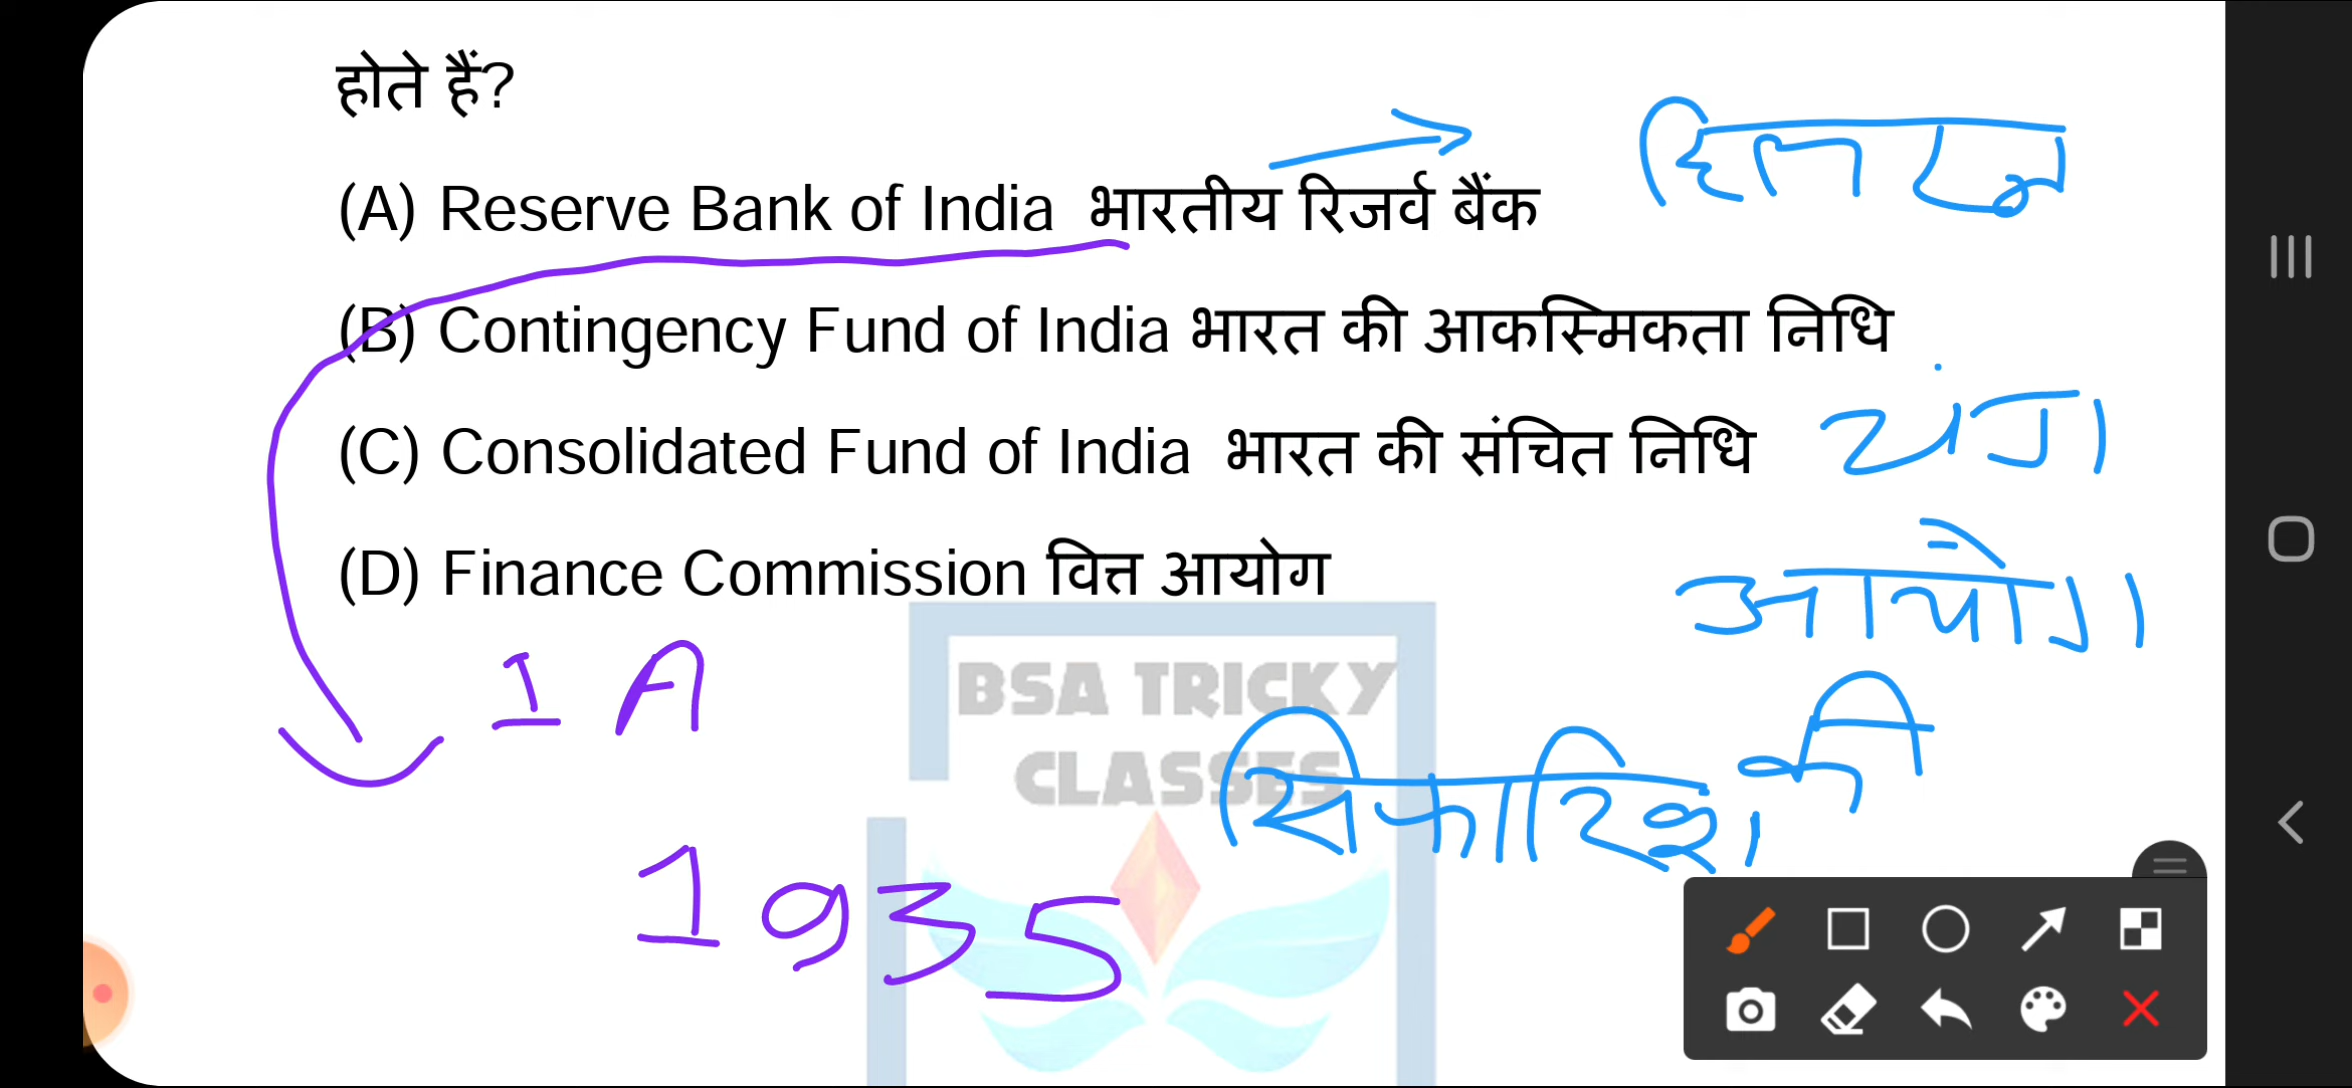 होते हैं?
(A) Reserve Bank of India भारतीय रिजर्व बैंक
(B) Contingency Fund of India भारत की आकस्मिकता निधि
(C) Consolidated Fund of India भारत की संचित निधि
(D) Finance Commission वित्त आयोग
आयोग
1 A
BSA TRICKY
CLASSES
सिफारिश
1935